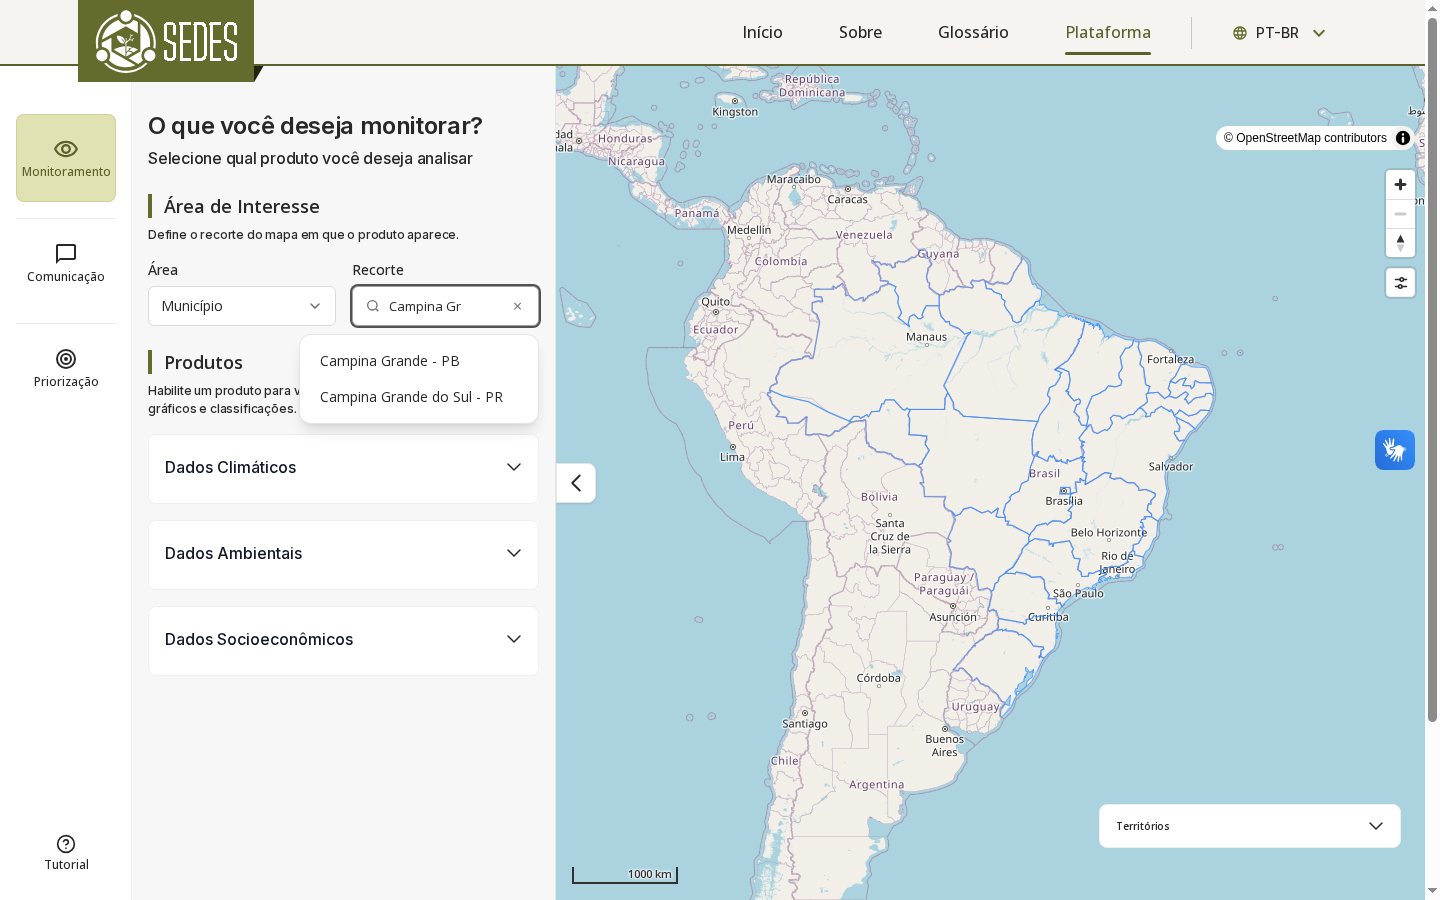 SEDES
Início
Sobre
Glossário
Plataforma
PT-BR
Monitoramento
Comunicação
Priorização
Tutorial
O que você deseja monitorar?
Selecione qual produto você deseja analisar
Área de Interesse
Define o recorte do mapa em que o produto aparece.
Área
Recorte
Município
Campina Gr
Campina Grande - PB
Campina Grande do Sul - PR
Produtos
Habilite um produto para v
gráficos e classificações.
Dados Climáticos
Dados Ambientais
Dados Socioeconômicos
© OpenStreetMap contributors
República
Dominicana
Kingston
Honduras
Nicaragua
Maracaibo
Caracas
Panamá
Medellín
Venezuela
Guyana
Colombia
Quito
Ecuador
Manaus
Fortaleza
Perú
Lima
Brasil
Salvador
Brasília
Bolivia
Santa
Cruz de
la Sierra
Belo Horizonte
Rio de
Janeiro
Paraguay /
Paraguái
São Paulo
Asunción
Curitiba
Córdoba
Uruguay
Santiago
Buenos
Aires
Chile
Argentina
Territórios
1000 km